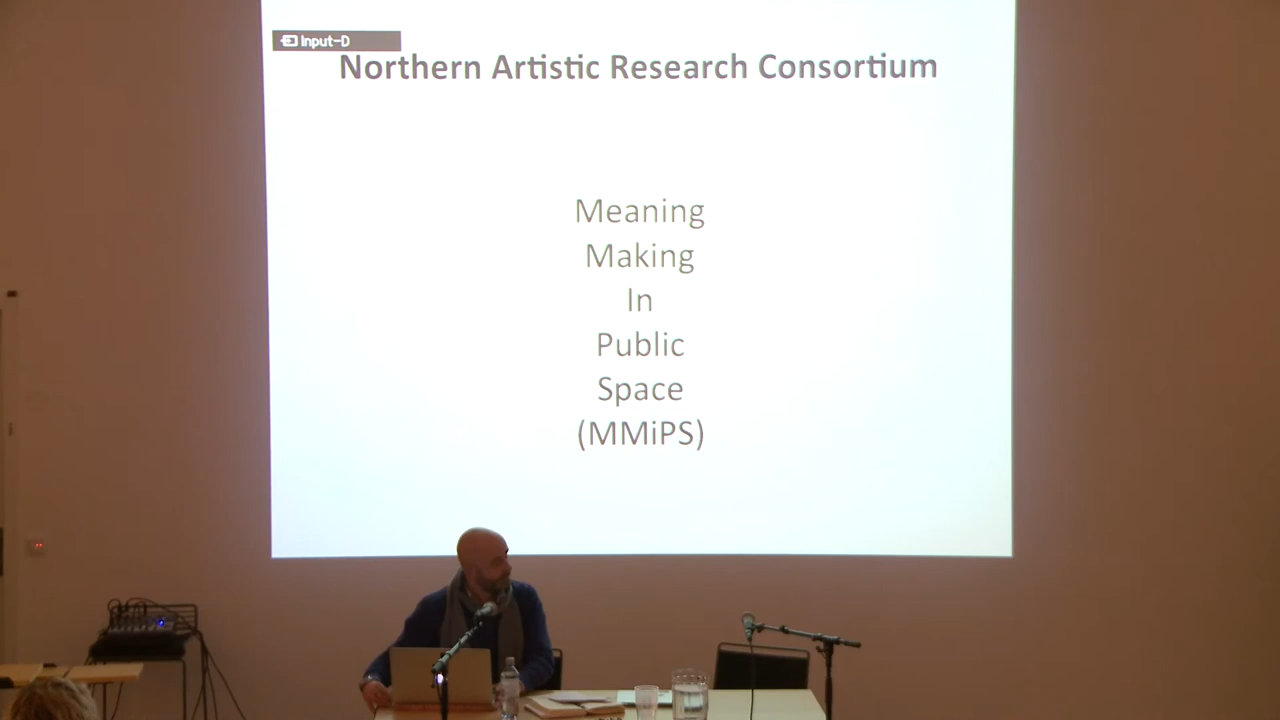 Input-D
Northern Artistic Research Consortium
Meaning
Making
In
Public
Space
(MMiPS)